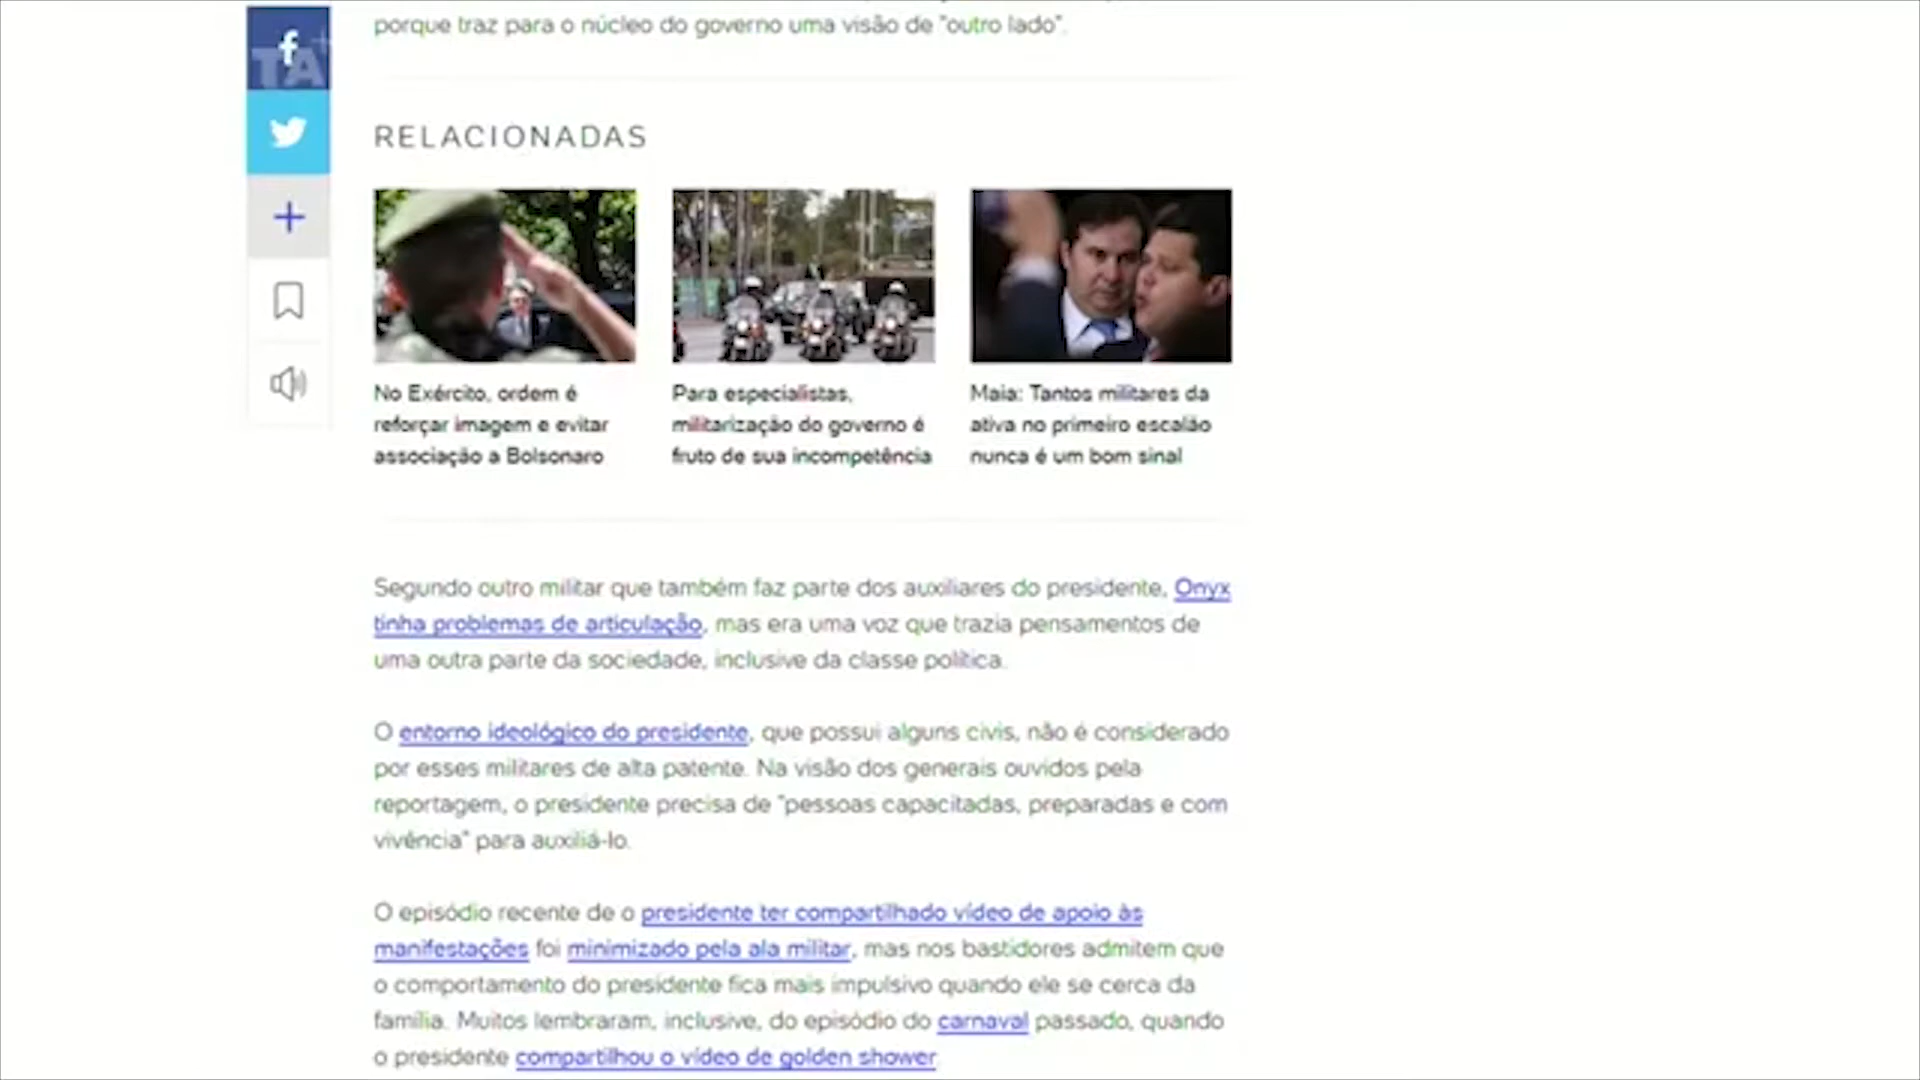 porque traz para o núcleo do governo uma visão de "outro lado".
f
TA
RELACIONADAS
No Exército, ordem é
reforçar imagem e evitar
associação a Bolsonaro
Para especialistas,
militarização do governo é
fruto de sua incompetência
Maia: Tantos militares da
ativa no primeiro escalão
nunca é um bom sinal
Segundo outro militar que também faz parte dos auxiliares do presidente, Onyx
tinha problemas de articulação, mas era uma voz que trazia pensamentos de
uma outra parte da sociedade, inclusive da classe política.
O entorno ideológico do presidente, que possui alguns civis, não é considerado
por esses militares de alta patente. Na visão dos generais ouvidos pela
reportagem, o presidente precisa de "pessoas capacitadas, preparadas e com
vivência" para auxiliá-lo.
O episódio recente de o presidente ter compartilhado vídeo de apoio às
manifestações foi minimizado pela ala militar, mas nos bastidores admitem que
o comportamento do presidente fica mais impulsivo quando ele se cerca da
família. Muitos lembraram, inclusive, do episódio do carnaval passado, quando
o presidente compartilhou o vídeo de golden shower.